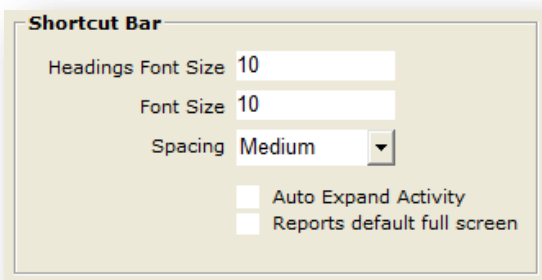 Shortcut Bar
Headings Font Size 10
Font Size 10
Spacing Medium
Auto Expand Activity
Reports default full screen